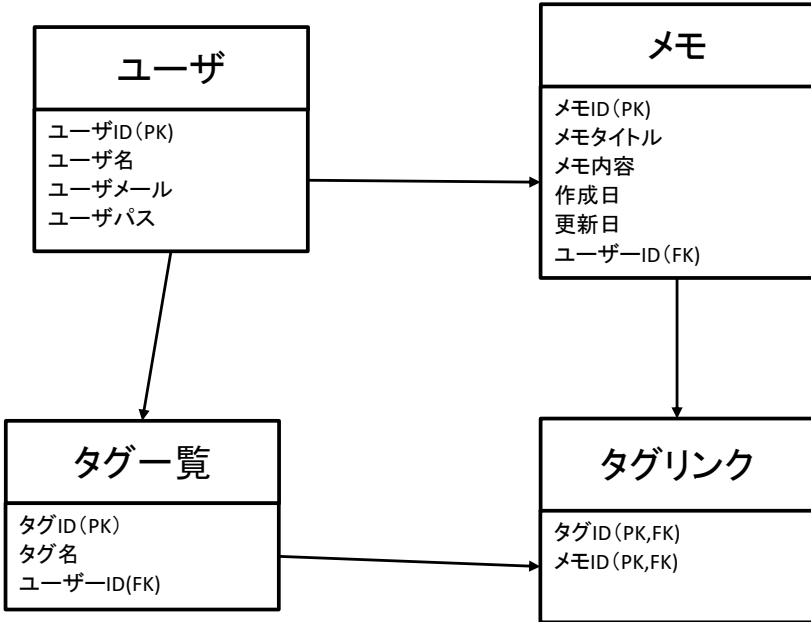 ユーザ
ユーザID（PK)
ユーザ名
ユーザメール
ユーザパス
メモ
メモID（PK)
メモタイトル
メモ内容
作成日
更新日
ユーザーID（FK)
タグ一覧
タグID（PK）
タグ名
ユーザーID(FK)
タグリンク
タグID（PK,FK)
メモID（PK,FK)